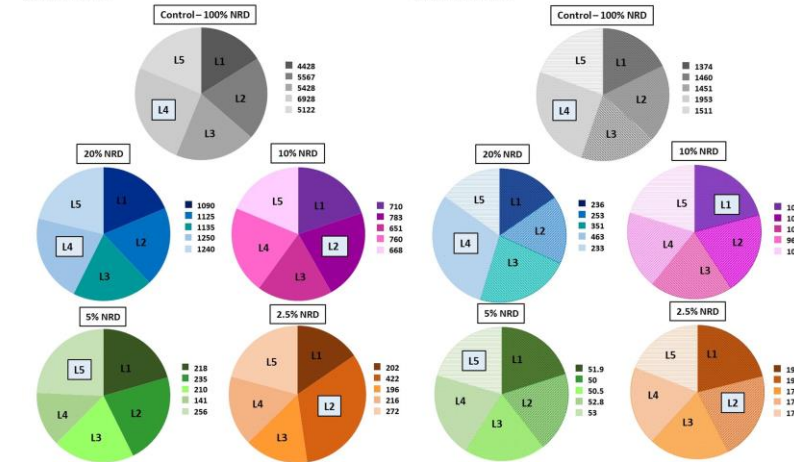 Control – 100% NRD
L1
L2
L3
L4
L5
4428
5567
5428
6928
5122
20% NRD
L1
L2
L3
L4
L5
1090
1125
1135
1250
1240
10% NRD
L1
L2
L3
L4
L5
710
783
651
760
668
5% NRD
L1
L2
L3
L4
L5
218
235
210
141
256
2.5% NRD
L1
L2
L3
L4
L5
202
422
196
216
272
Control – 100% NRD
L1
L2
L3
L4
L5
1374
1460
1451
1953
1511
20% NRD
L1
L2
L3
L4
L5
236
253
351
463
233
10% NRD
L1
L2
L3
L4
L5
5% NRD
L1
L2
L3
L4
L5
51.9
50
50.5
52.8
53
2.5% NRD
L1
L2
L3
L4
L5